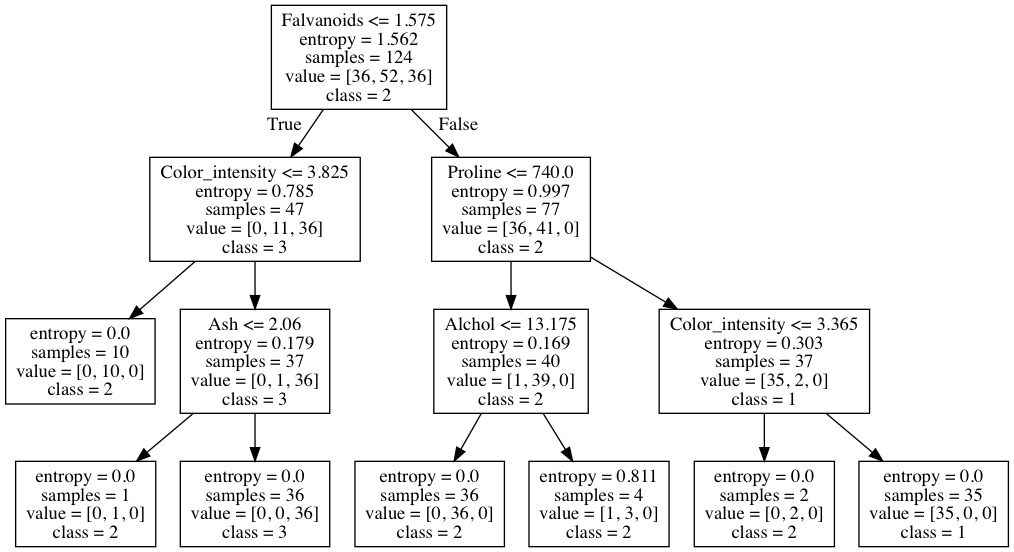 Falvanoids <= 1.575
entropy = 1.562
samples = 124
value = [36, 52, 36]
class = 2
True
False
Color_intensity <= 3.825
entropy = 0.785
samples = 47
value = [0, 11, 36]
class = 3
Proline <= 740.0
entropy = 0.997
samples = 77
value = [36, 41, 0]
class = 2
entropy = 0.0
samples = 10
value = [0, 10, 0]
class = 2
Ash <= 2.06
entropy = 0.179
samples = 37
value = [0, 1, 36]
class = 3
Alchol <= 13.175
entropy = 0.169
samples = 40
value = [1, 39, 0]
class = 2
Color_intensity <= 3.365
entropy = 0.303
samples = 37
value = [35, 2, 0]
class = 1
entropy = 0.0
samples = 1
value = [0, 1, 0]
class = 2
entropy = 0.0
samples = 36
value = [0, 0, 36]
class = 3
entropy = 0.0
samples = 36
value = [0, 36, 0]
class = 2
entropy = 0.811
samples = 4
value = [1, 3, 0]
class = 2
entropy = 0.0
samples = 2
value = [0, 2, 0]
class = 2
entropy = 0.0
samples = 35
value = [35, 0, 0]
class = 1